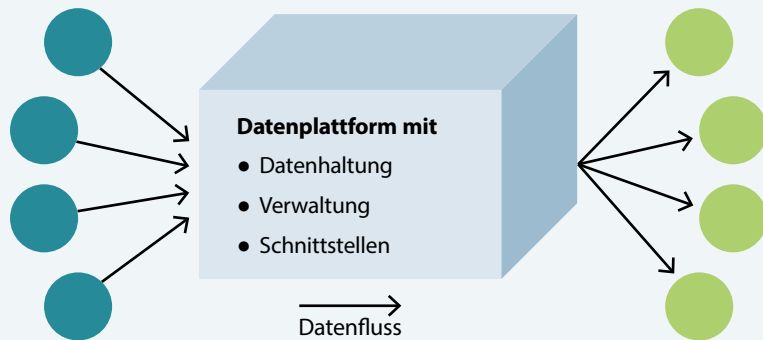 Datenplattform mit
● Datenhaltung
● Verwaltung
● Schnittstellen
Datenfluss